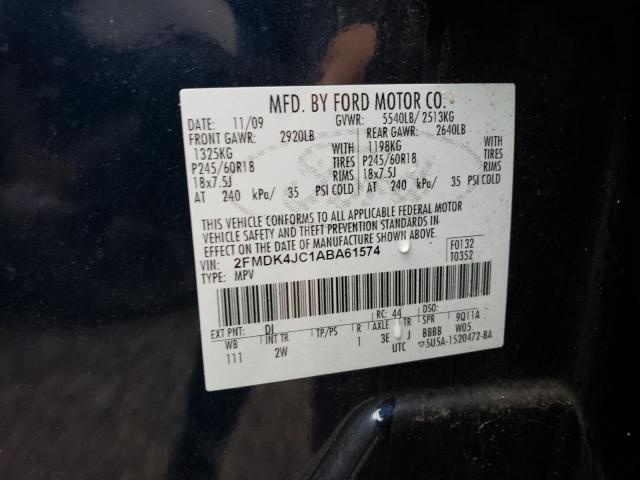 MFD. BY FORD MOTOR CO.
DATE: 11/09 GVWR: 5540LB/ 2513KG
FRONT GAWR: 2920LB REAR GAWR: 2640LB
1325KG 1198KG
P245/60R18 TIRES P245/60R18 TIRES
18x7.5J RIMS 18x7.5J RIMS
AT 240 kPa/ 35 PSI COLD AT 240 kPa/ 35 PSI COLD
THIS VEHICLE CONFORMS TO ALL APPLICABLE FEDERAL MOTOR
VEHICLE SAFETY AND THEFT PREVENTION STANDARDS IN
EFFECT ON THE DATE OF MANUFACTURE SHOWN ABOVE.
VIN: 2FMDK4JC1ABA61574 F0132
TYPE: MPV T0352
RC: 44 DSO:
EXT PNT: DI 9Q11A
WB INT TR TP/PS R AXLE TR SPR W05
111 2W 1 3E J BBBB
UTC ▽5U5A-1520472-BA